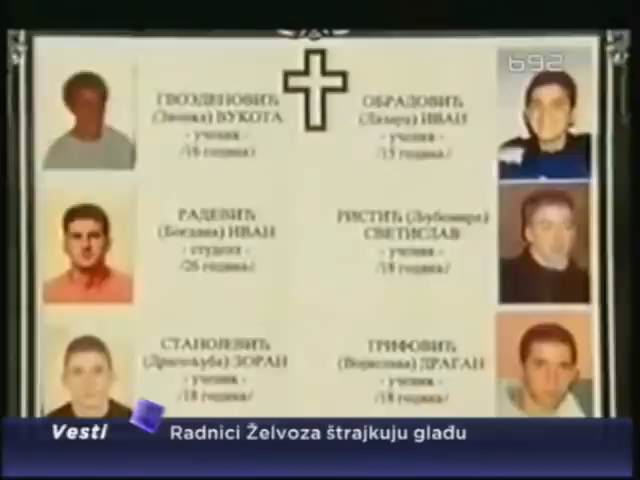 B92
ГВОЗДЕНОВИЋ
(Звонка) ВУКОТА
- ученик -
/16 година/
ОБРАДОВИЋ
(Лазара) ИВАН
- ученик -
/15 година/
РАДЕВИЋ
(Богдана) ИВАН
- студент -
/26 година/
РИСТИЋ (Љубомира)
СВЕТИСЛАВ
- ученик -
/18 година/
СТАНОЈЕВИЋ
(Драгољуба) ЗОРАН
- ученик -
/18 година/
ТРИФОВИЋ
(Борислава) ДРАГАН
- ученик -
/18 година/
Vesti
Radnici Želvoza štrajkuju glađu